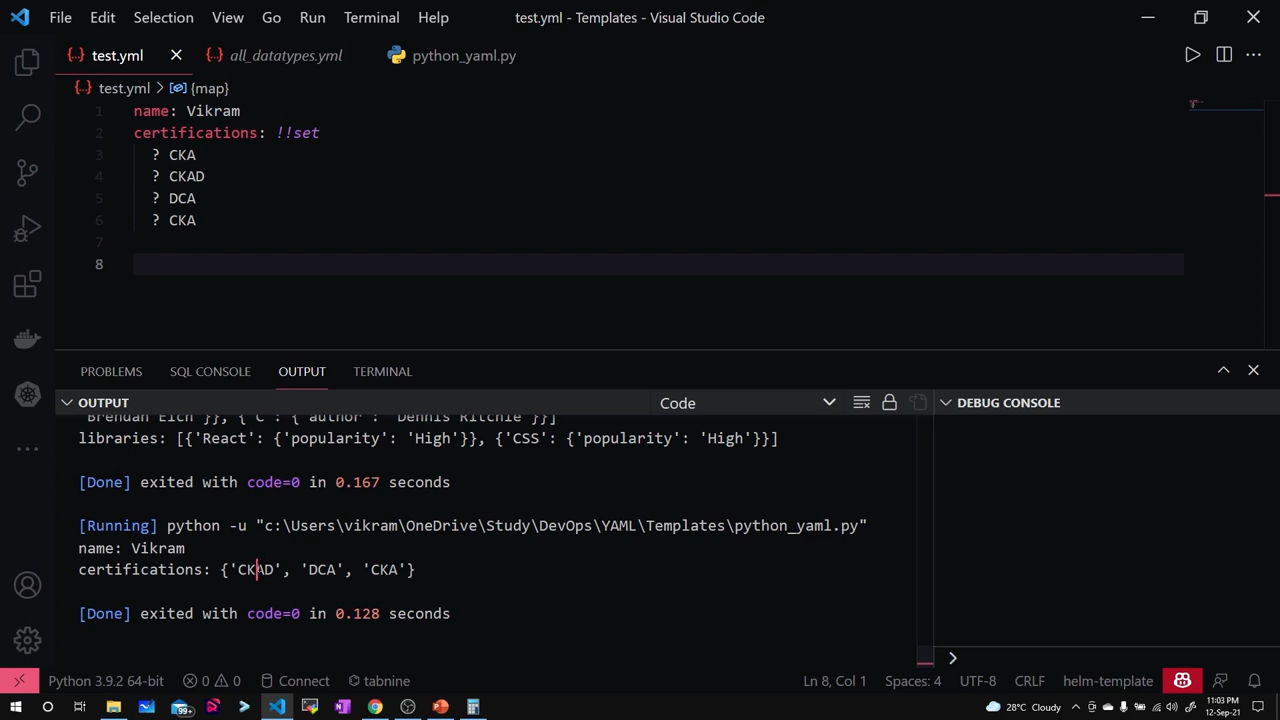 File Edit Selection View Go Run Terminal Help test.yml - Templates - Visual Studio Code
test.yml all_datatypes.yml python_yaml.py
test.yml > {map}
1 name: Vikram
2 certifications: !!set
3 ? CKA
4 ? CKAD
5 ? DCA
6 ? CKA
7
8
PROBLEMS SQL CONSOLE OUTPUT TERMINAL
OUTPUT Code DEBUG CONSOLE
Brendan Eich'}}, {'C': {'author': 'Dennis Ritchie'}}]
libraries: [{'React': {'popularity': 'High'}}, {'CSS': {'popularity': 'High'}}]
[Done] exited with code=0 in 0.167 seconds
[Running] python -u "c:\Users\vikram\OneDrive\Study\DevOps\YAML\Templates\python_yaml.py"
name: Vikram
certifications: {'CKAD', 'DCA', 'CKA'}
[Done] exited with code=0 in 0.128 seconds
Python 3.9.2 64-bit 0 0 Connect tabnine Ln 8, Col 1 Spaces: 4 UTF-8 CRLF helm-template
99+ 28°C Cloudy 11:03 PM
12-Sep-21